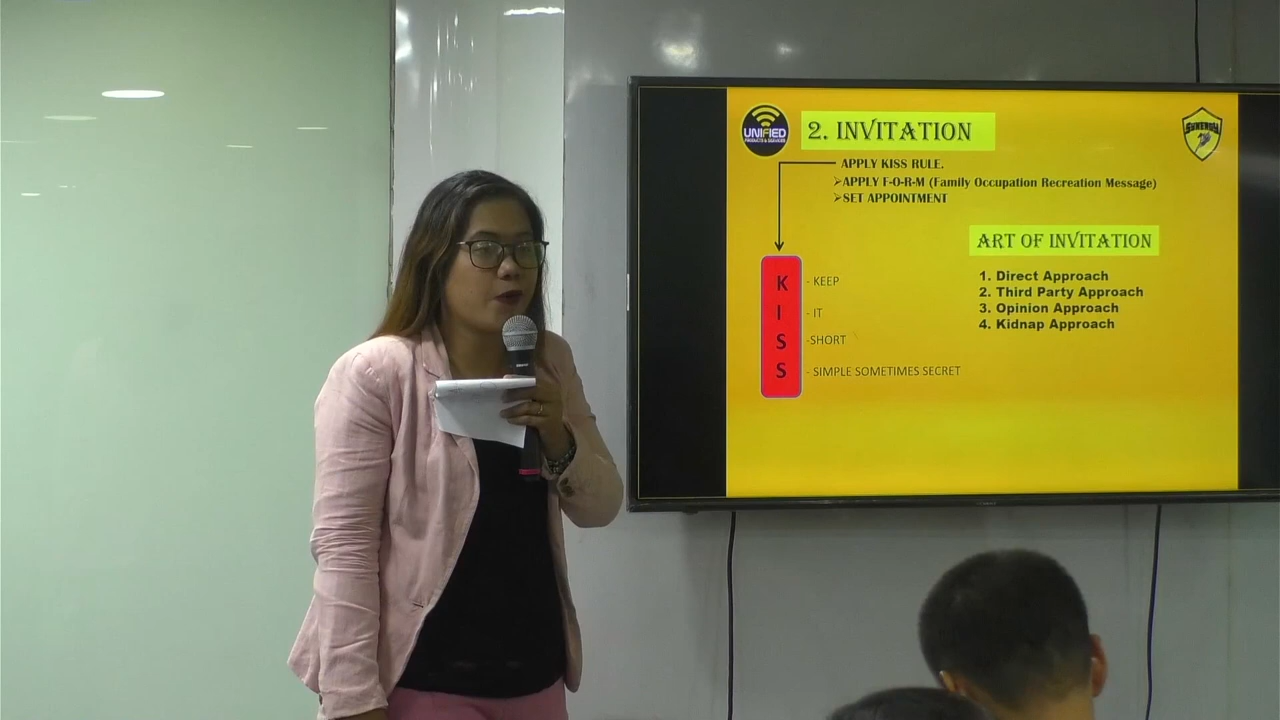 UNIFIED
PRODUCTS & SERVICES
2. INVITATION
SYNERGY
APPLY KISS RULE.
➢APPLY F-O-R-M (Family Occupation Recreation Message)
➢SET APPOINTMENT
ART OF INVITATION
K - KEEP
I - IT
S -SHORT
S - SIMPLE SOMETIMES SECRET
1. Direct Approach
2. Third Party Approach
3. Opinion Approach
4. Kidnap Approach